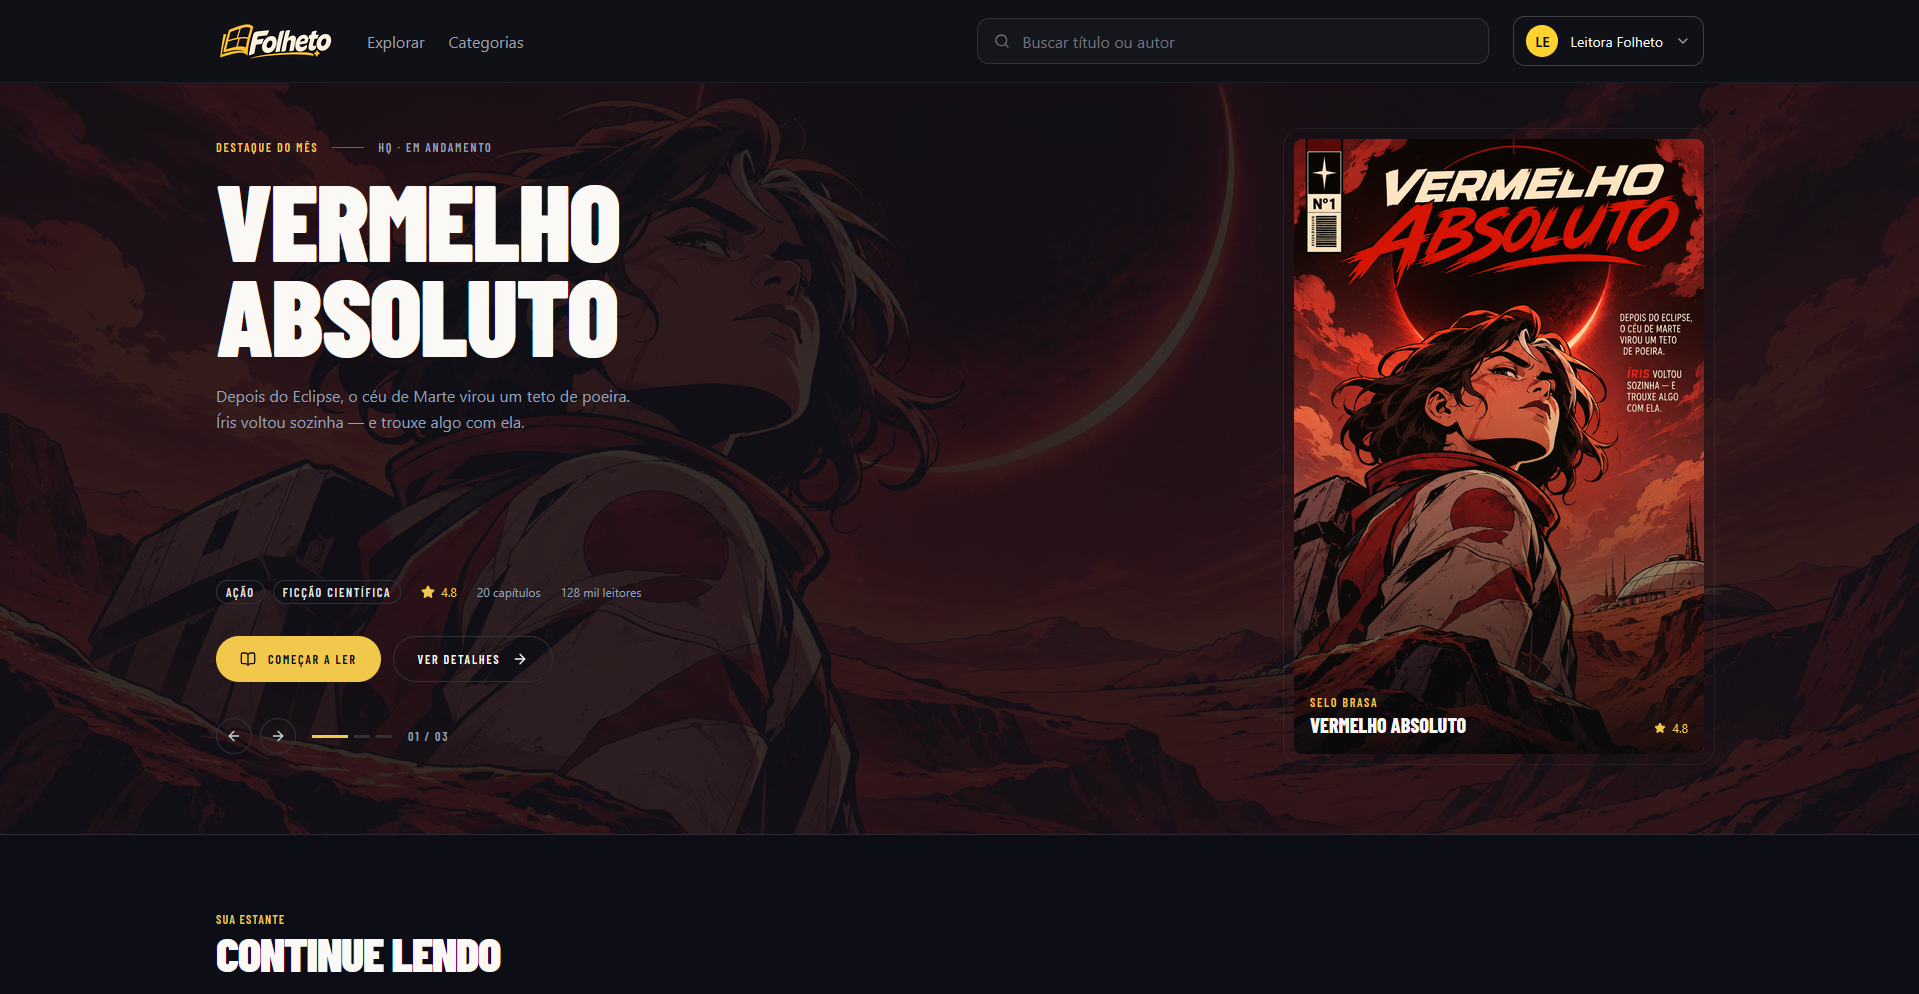 Folheto
Explorar
Categorias
Buscar título ou autor
LE
Leitora Folheto
DESTAQUE DO MÊS
HQ · EM ANDAMENTO
VERMELHO
ABSOLUTO
Depois do Eclipse, o céu de Marte virou um teto de poeira.
Íris voltou sozinha — e trouxe algo com ela.
AÇÃO
FICÇÃO CIENTÍFICA
4.8
20 capítulos
128 mil leitores
COMEÇAR A LER
VER DETALHES
01 / 03
Nº1
VERMELHO
ABSOLUTO
DEPOIS DO ECLIPSE,
O CÉU DE MARTE
VIROU UM TETO
DE POEIRA.
ÍRIS VOLTOU
SOZINHA — E
TROUXE ALGO
COM ELA.
SELO BRASA
VERMELHO ABSOLUTO
4.8
SUA ESTANTE
CONTINUE LENDO